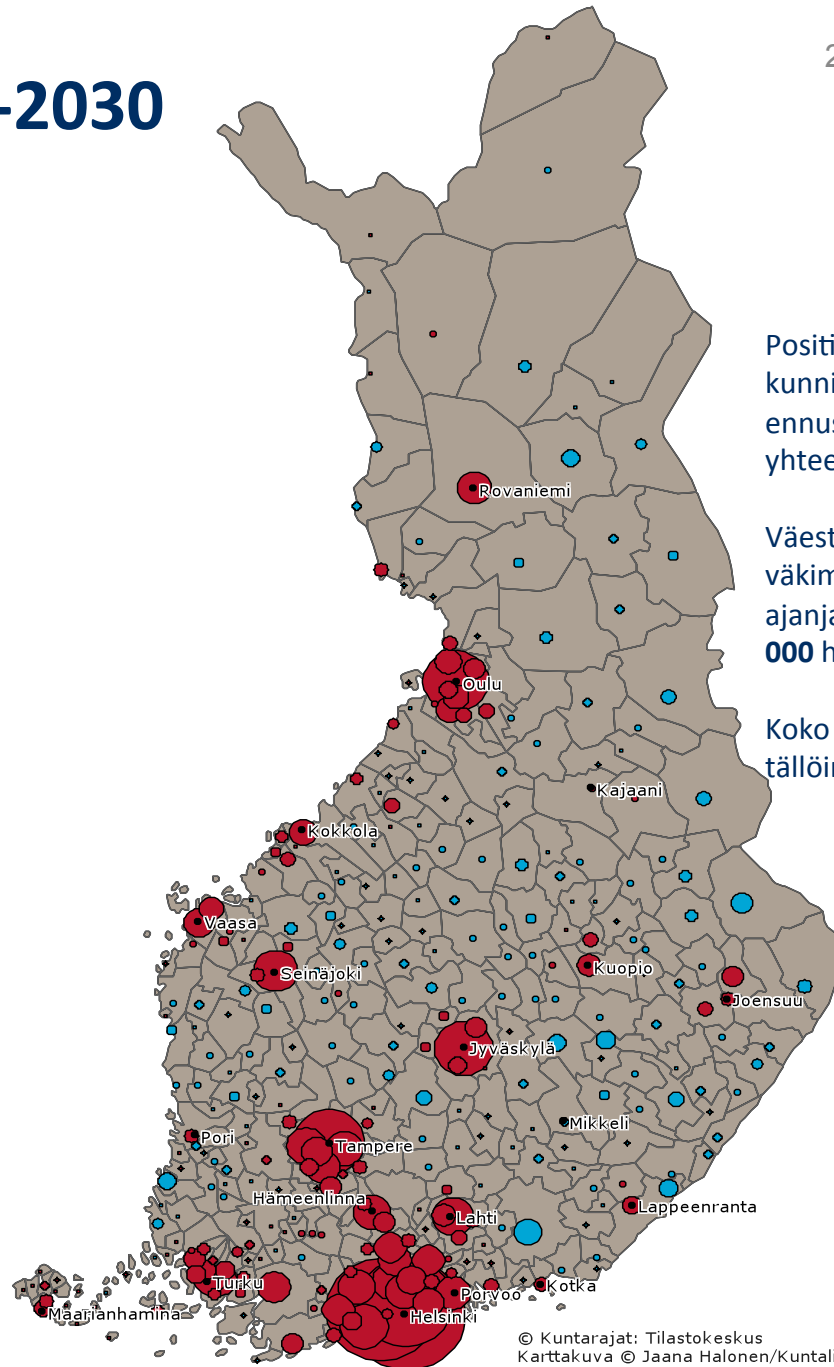 2
-2030
Positi
kunni
ennus
yhtee
Väest
väkim
ajanja
000 h
Koko
tällöir
Rovaniemi
Oulu
Kajaani
Kokkola
Vaasa
Seinäjoki
Kuopio
Joensuu
Jyväskylä
Mikkeli
Pori
Tampere
Hämeenlinna
Lahti
Lappeenranta
Turku
Porvoo
Kotka
Maarianhamina
Helsinki
© Kuntarajat: Tilastokeskus
Karttakuva © Jaana Halonen/Kuntali